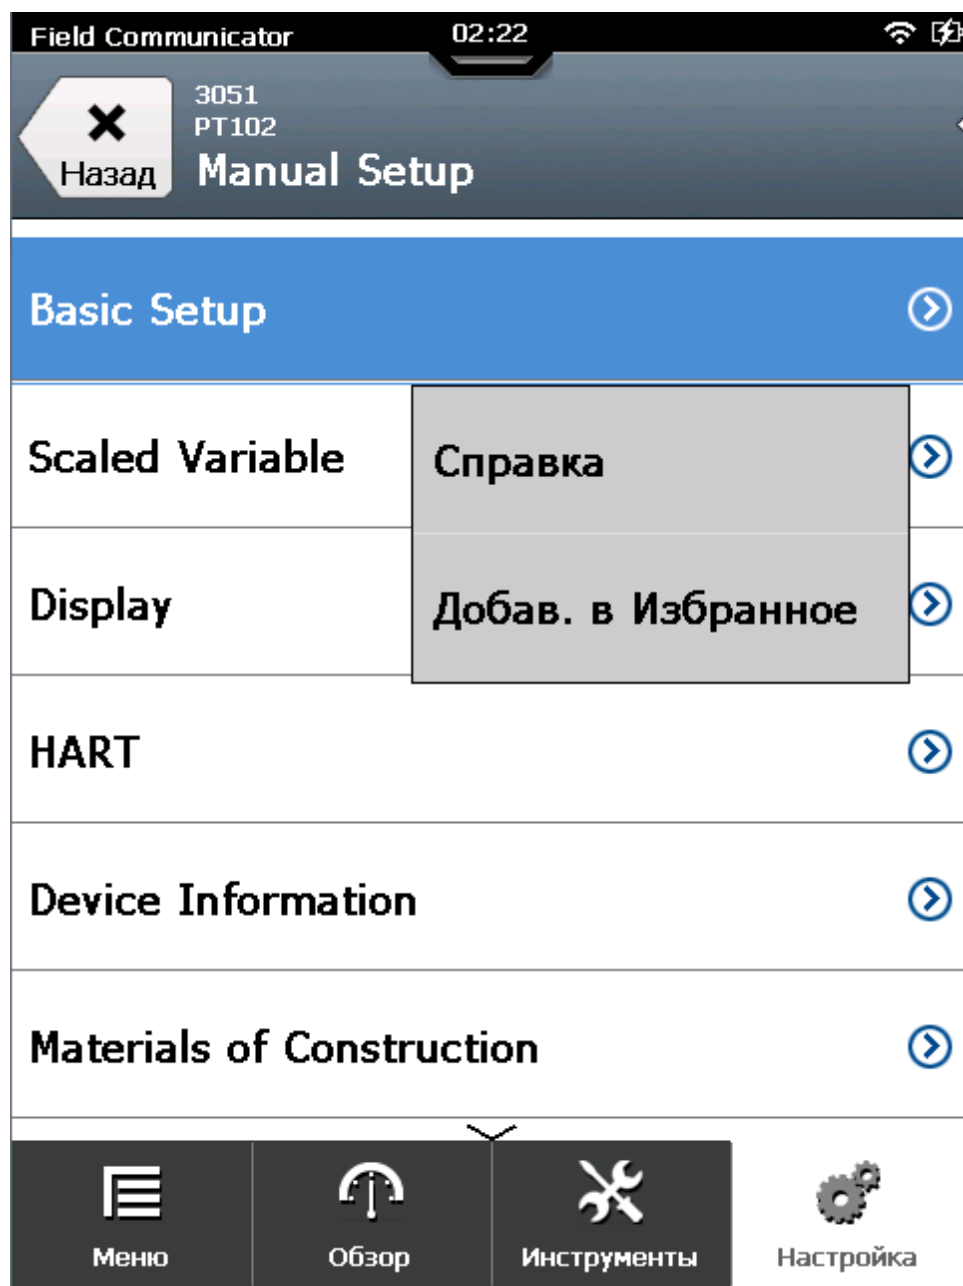 Field Communicator 02:22
3051
PT102
Назад
Manual Setup
Basic Setup
Scaled Variable
Справка
Display
Добав. в Избранное
HART
Device Information
Materials of Construction
Меню
Обзор
Инструменты
Настройка